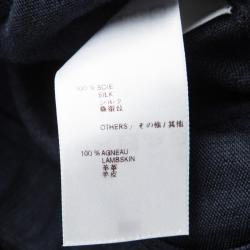 100 % SOIE
SILK
シルク
桑蚕丝
OTHERS / その他 / 其他
100 % AGNEAU
LAMBSKIN
羊革
羊皮